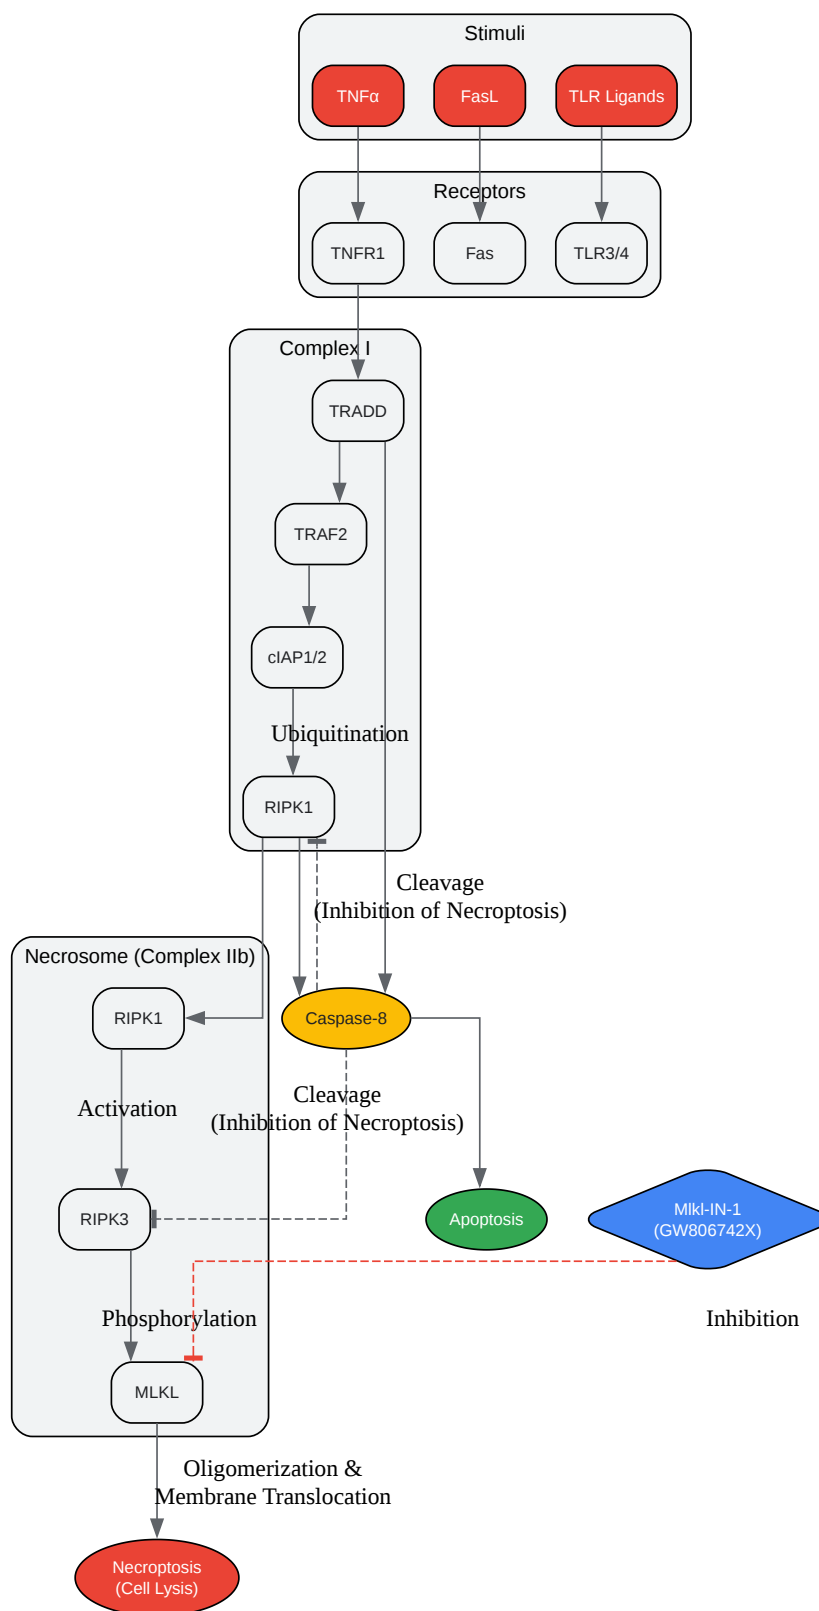 Stimuli
TNFα
FasL
TLR Ligands
Receptors
TNFR1
Fas
TLR3/4
Complex I
TRADD
TRAF2
cIAP1/2
Ubiquitination
RIPK1
Cleavage
(Inhibition of Necroptosis)
Necrosome (Complex IIb)
RIPK1
Caspase-8
Activation
Cleavage
(Inhibition of Necroptosis)
RIPK3
Apoptosis
Mlkl-IN-1
(GW806742X)
Phosphorylation
Inhibition
MLKL
Oligomerization &
Membrane Translocation
Necroptosis
(Cell Lysis)